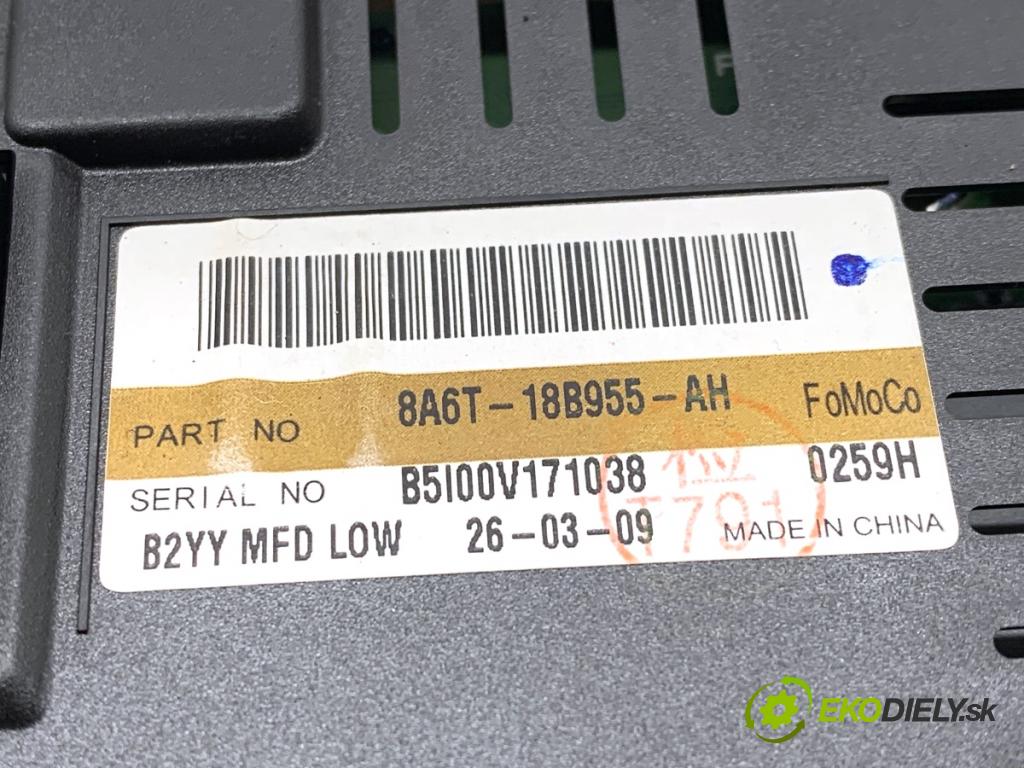 PART NO 8A6T-18B955-AH FoMoCo
SERIAL NO B5I00V171038 0259H
B2YY MFD LOW 26-03-09 MADE IN CHINA
T791
EKODIELY.sk